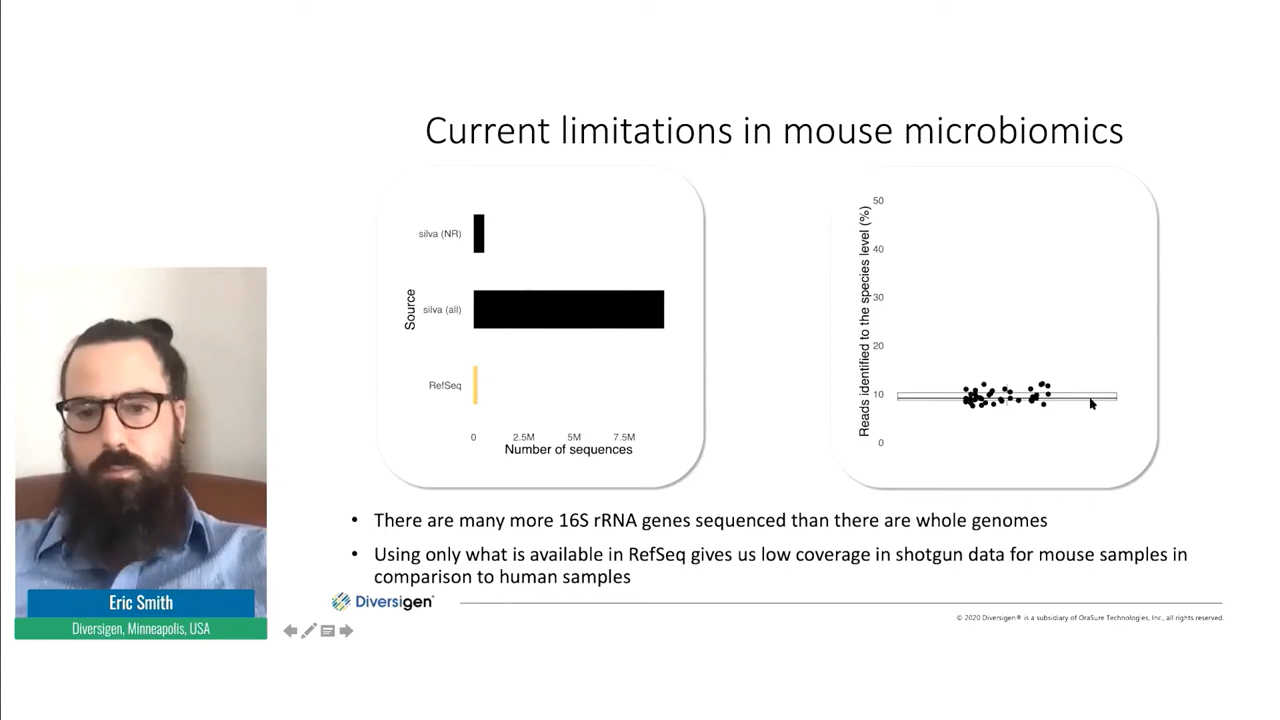 Current limitations in mouse microbiomics
silva (NR)
silva (all)
RefSeq
Source
0 2.5M 5M 7.5M
Number of sequences
Reads identified to the species level (%)
50
40
30
20
10
0
• There are many more 16S rRNA genes sequenced than there are whole genomes
• Using only what is available in RefSeq gives us low coverage in shotgun data for mouse samples in
comparison to human samples
Eric Smith
Diversigen, Minneapolis, USA
Diversigen®
© 2020 Diversigen® is a subsidiary of OraSure Technologies, Inc., all rights reserved.